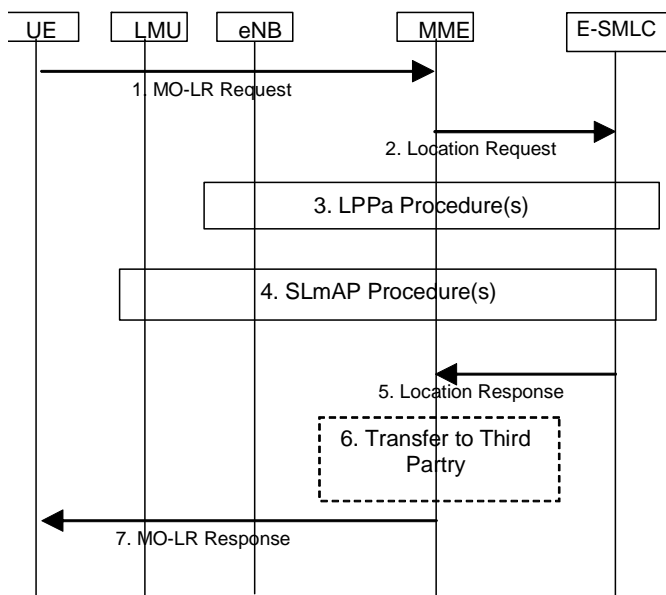 UE LMU eNB MME E-SMLC
1. MO-LR Request
2. Location Request
3. LPPa Procedure(s)
4. SLmAP Procedure(s)
5. Location Response
6. Transfer to Third
Partry
7. MO-LR Response